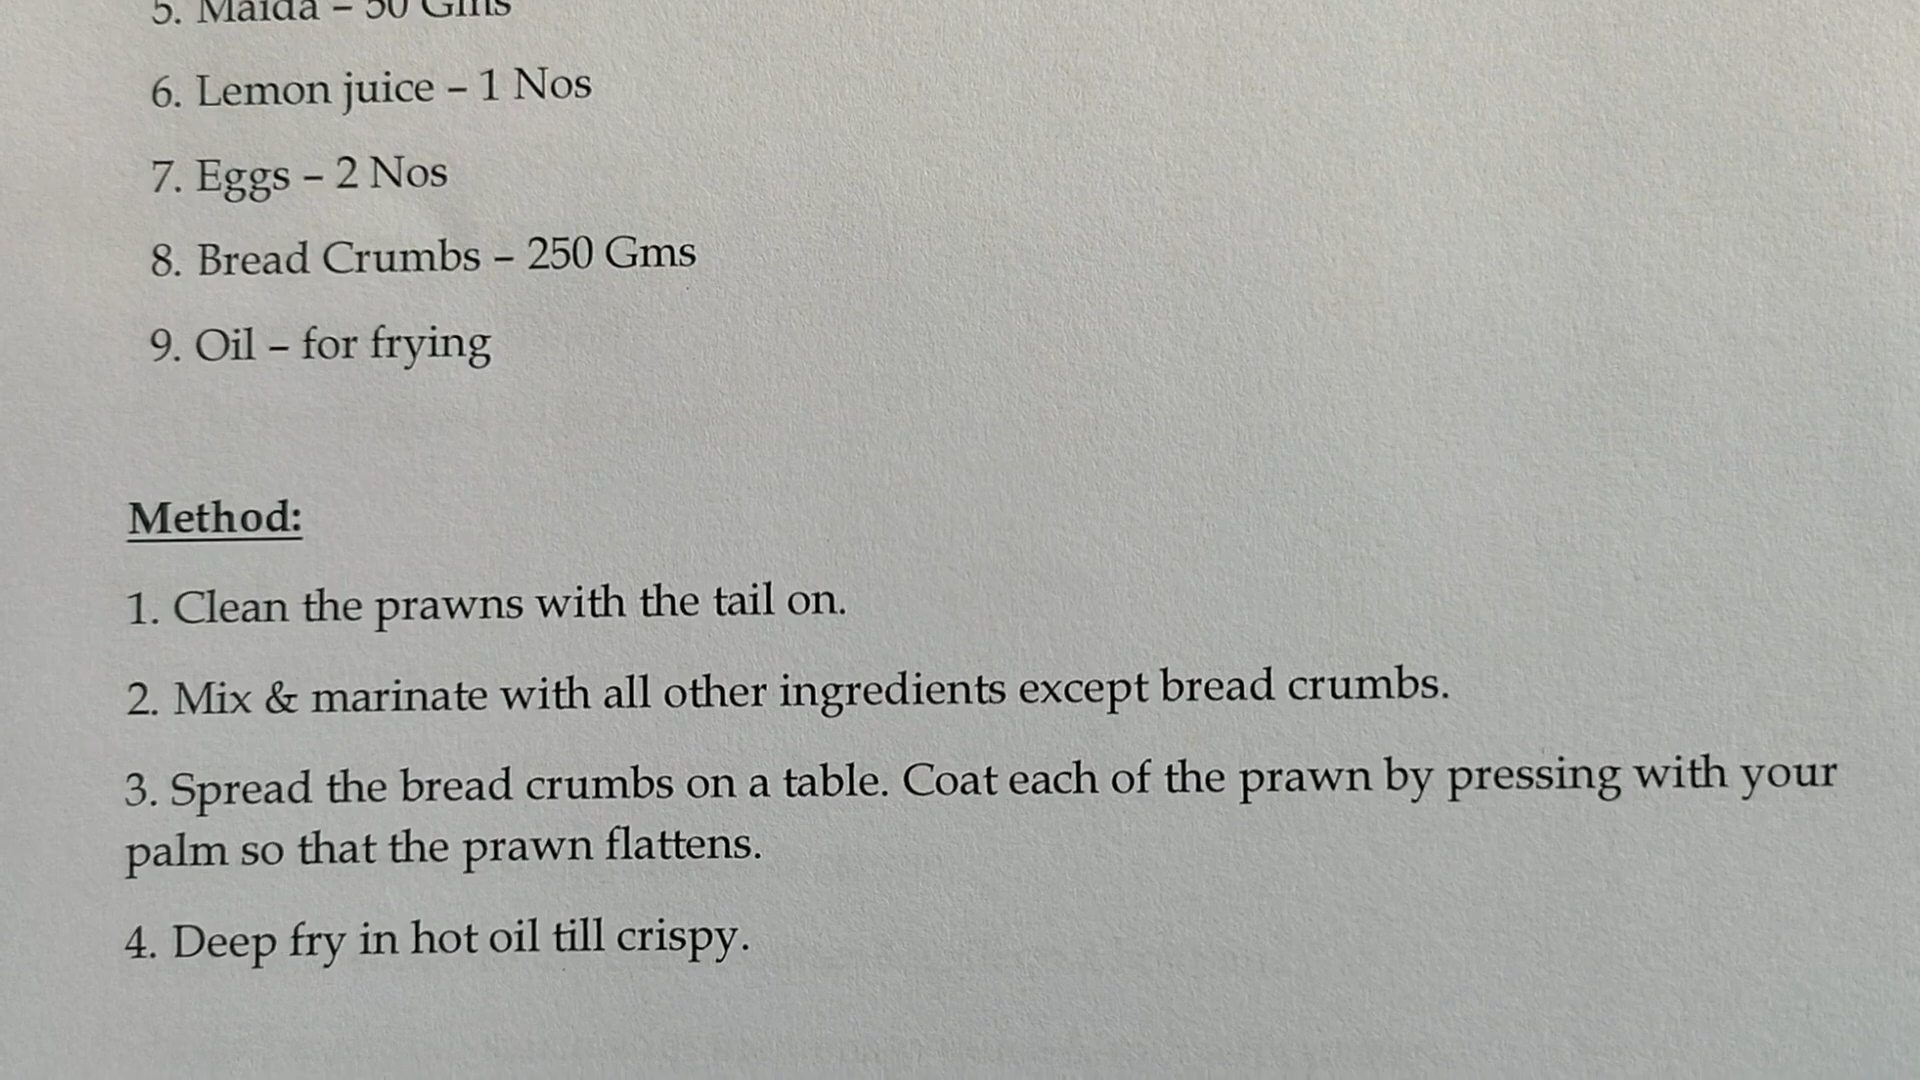 5. Maida – 50 Gms
6. Lemon juice – 1 Nos
7. Eggs – 2 Nos
8. Bread Crumbs – 250 Gms
9. Oil – for frying
Method:
1. Clean the prawns with the tail on.
2. Mix & marinate with all other ingredients except bread crumbs.
3. Spread the bread crumbs on a table. Coat each of the prawn by pressing with your
palm so that the prawn flattens.
4. Deep fry in hot oil till crispy.